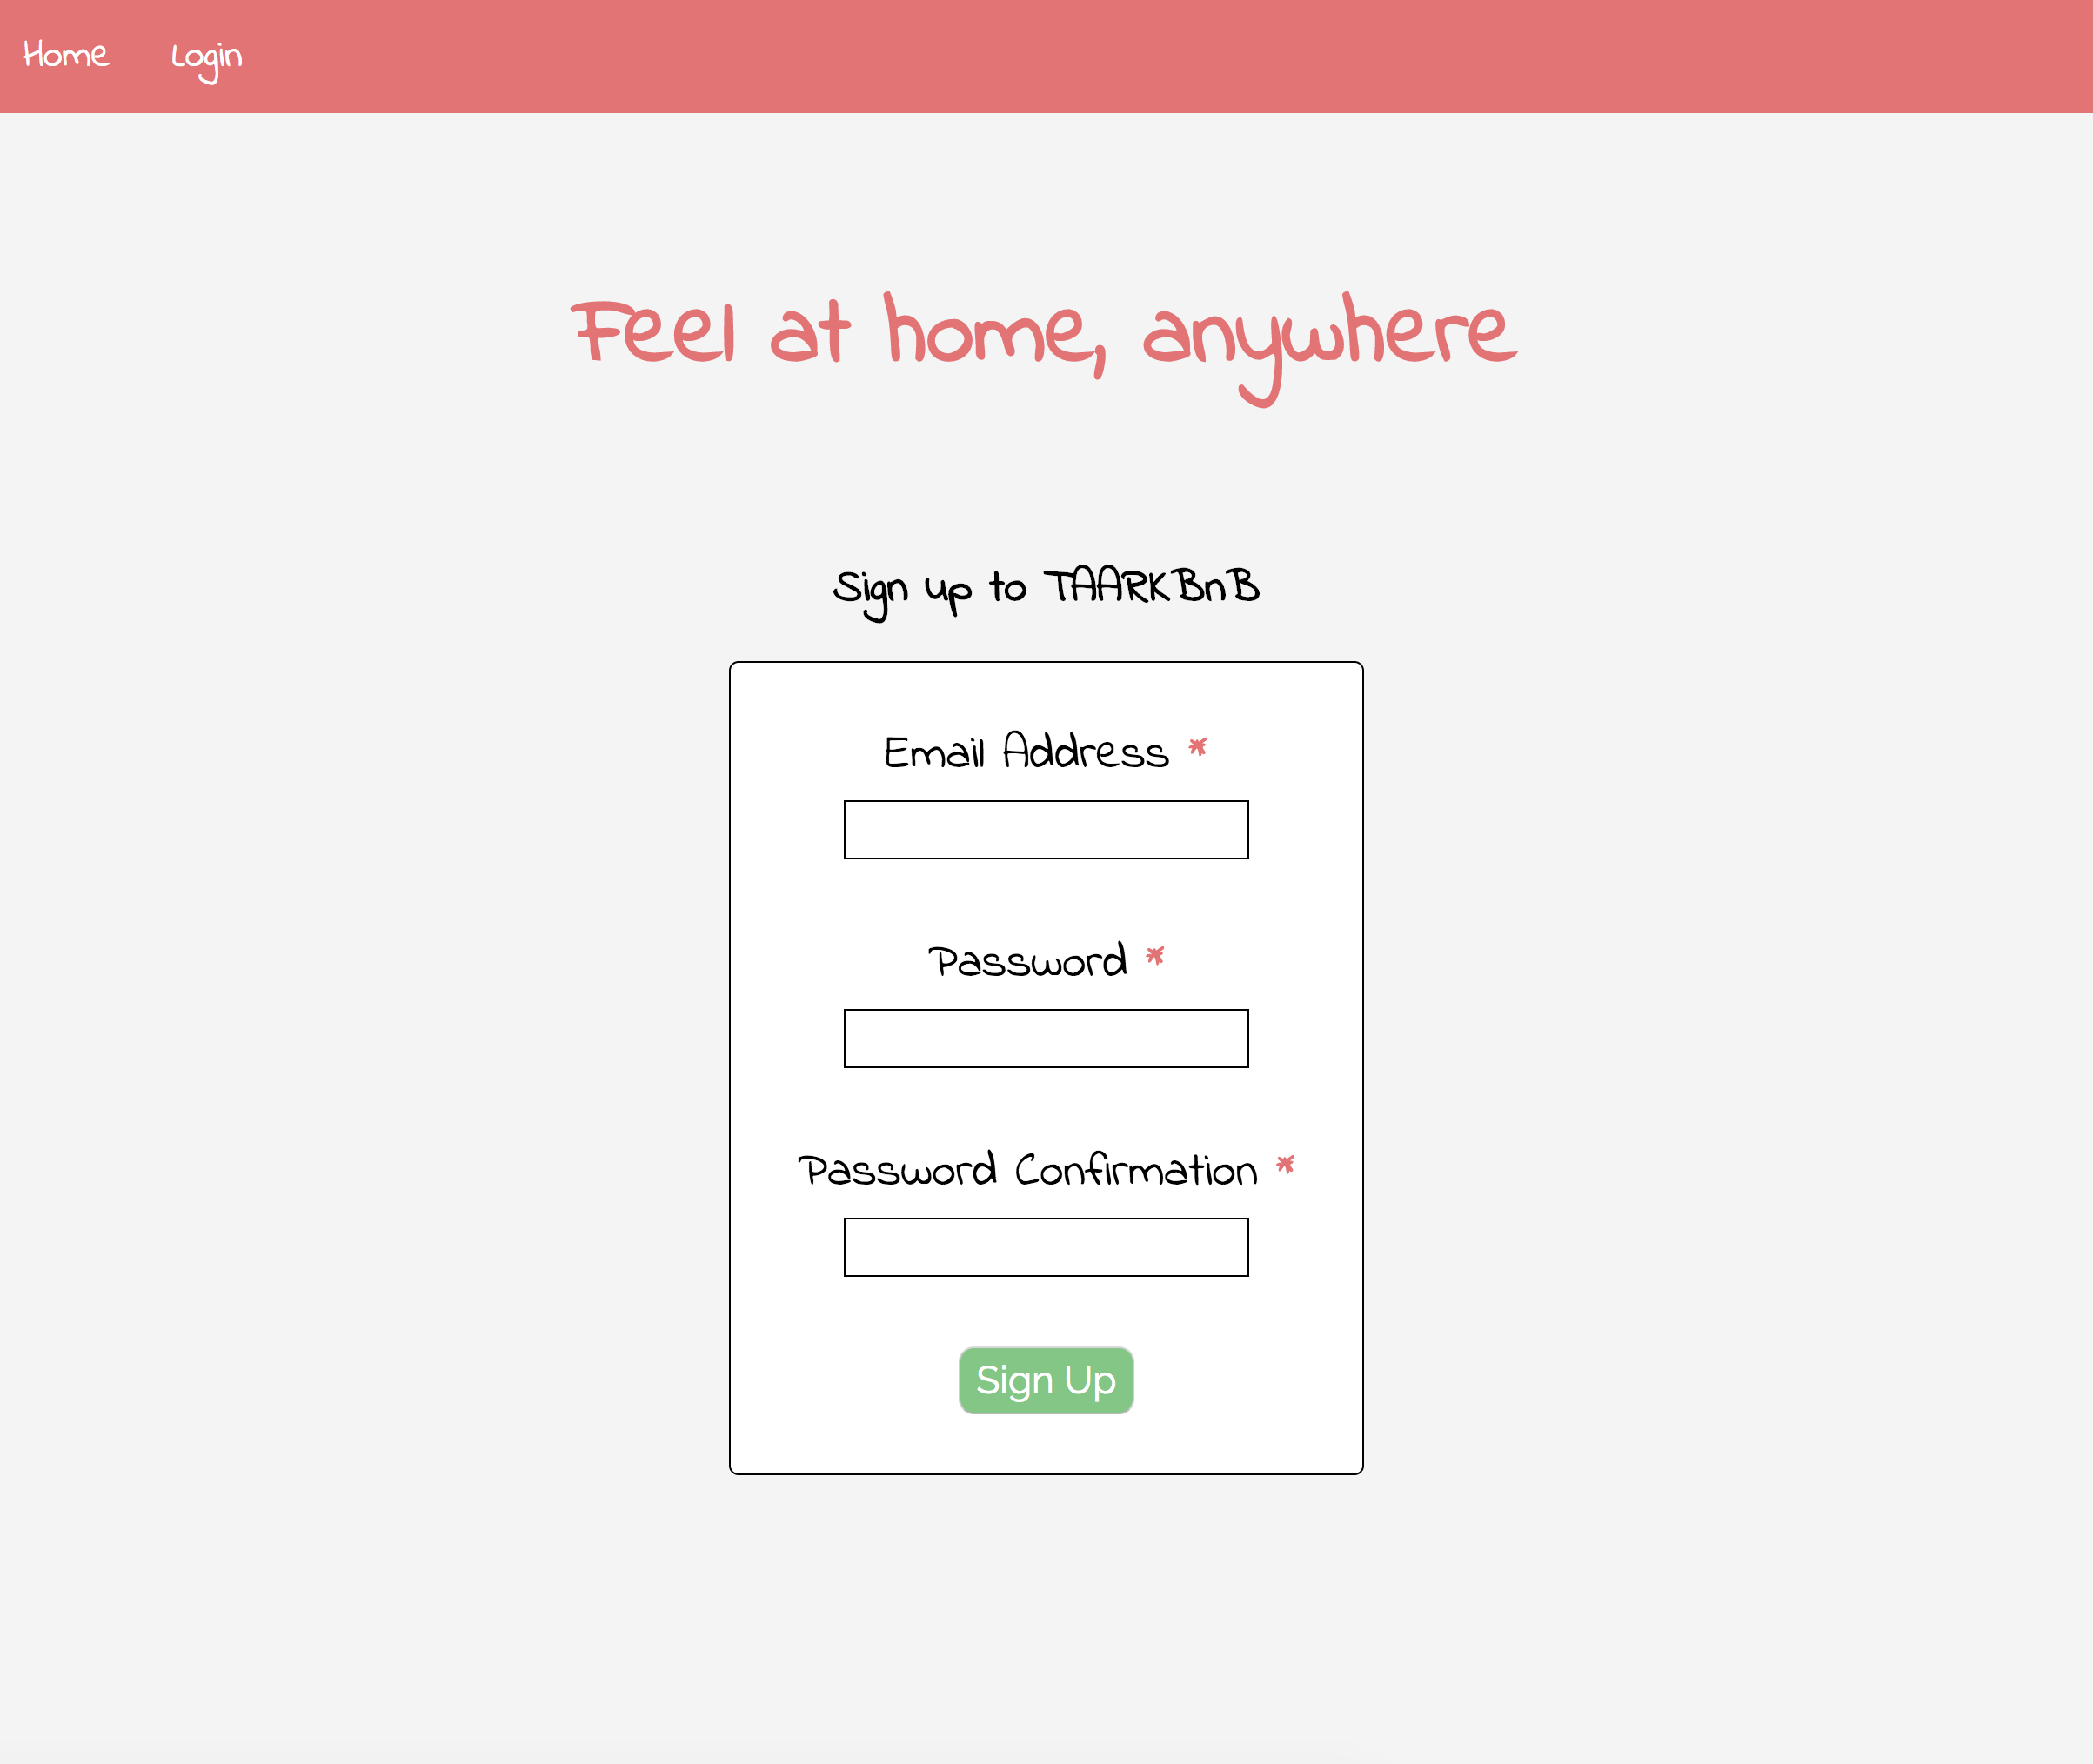 Home Login
Feel at home, anywhere
Sign up to TAARKBnB
Email Address *
Password *
Password Confirmation *
Sign Up